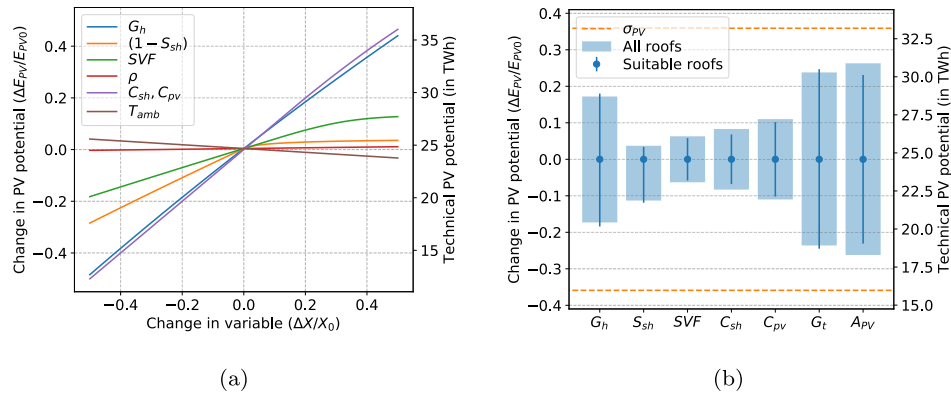 Change in PV potential (ΔE_PV/E_PV0)
0.4
0.2
0.0
−0.2
−0.4
G_h
(1 − S_sh)
SVF
ρ
C_sh, C_pv
T_amb
−0.4 −0.2 0.0 0.2 0.4
Change in variable (ΔX/X_0)
35
30
25
20
15
Technical PV potential (in TWh)
(a)
Change in PV potential (ΔE_PV/E_PV0)
0.4
0.3
0.2
0.1
0.0
−0.1
−0.2
−0.3
−0.4
σ_PV
All roofs
Suitable roofs
G_h S_sh SVF C_sh C_pv G_t A_PV
32.5
30.0
27.5
25.0
22.5
20.0
17.5
15.0
Technical PV potential (in TWh)
(b)